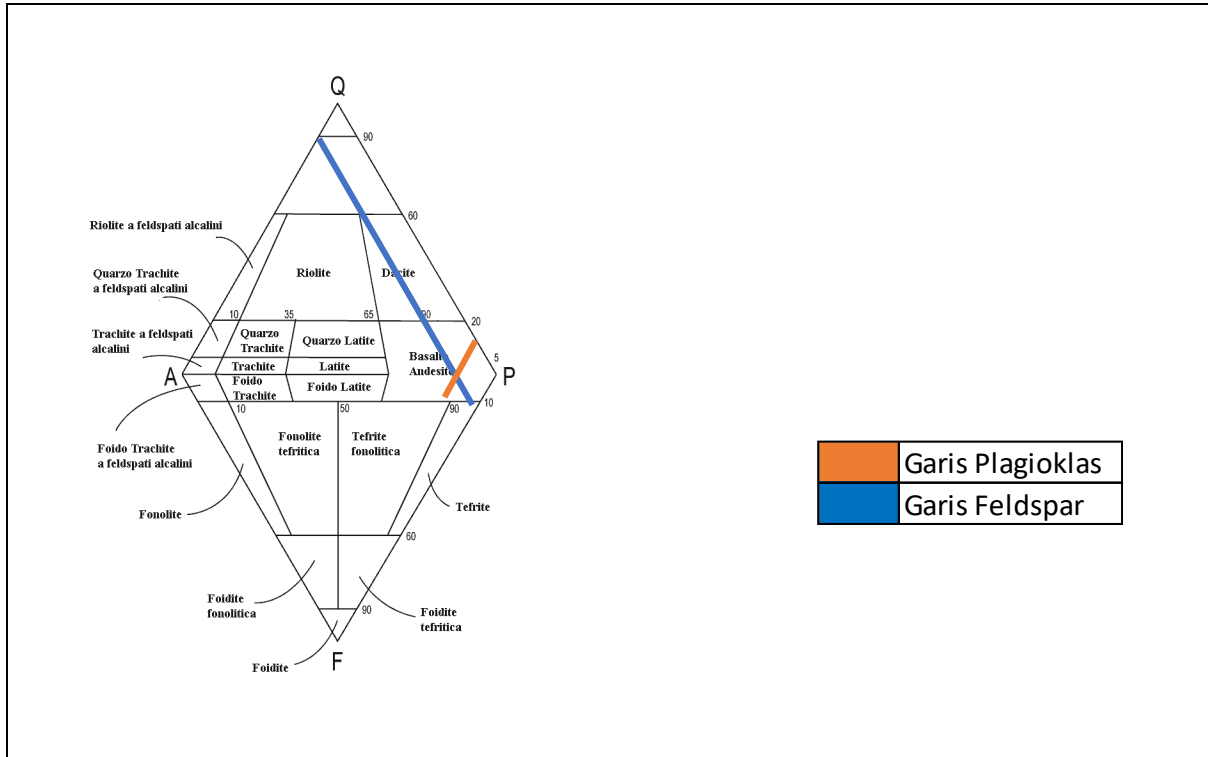 Q
90
60
Riolite a feldspati alcalini
Riolite
Dacite
Quarzo Trachite
a feldspati alcalini
10
35
65
90
20
Trachite a feldspati
alcalini
Quarzo
Trachite
Quarzo Latite
Basalto
Andesite
5
Trachite
Latite
A
P
Foido
Trachite
Foido Latite
10
50
90
10
Foido Trachite
a feldspati alcalini
Fonolite
tefritica
Tefrite
fonolitica
Fonolite
Tefrite
60
Foidite
fonolitica
90
Foidite
tefritica
Foidite
F
Garis Plagioklas
Garis Feldspar